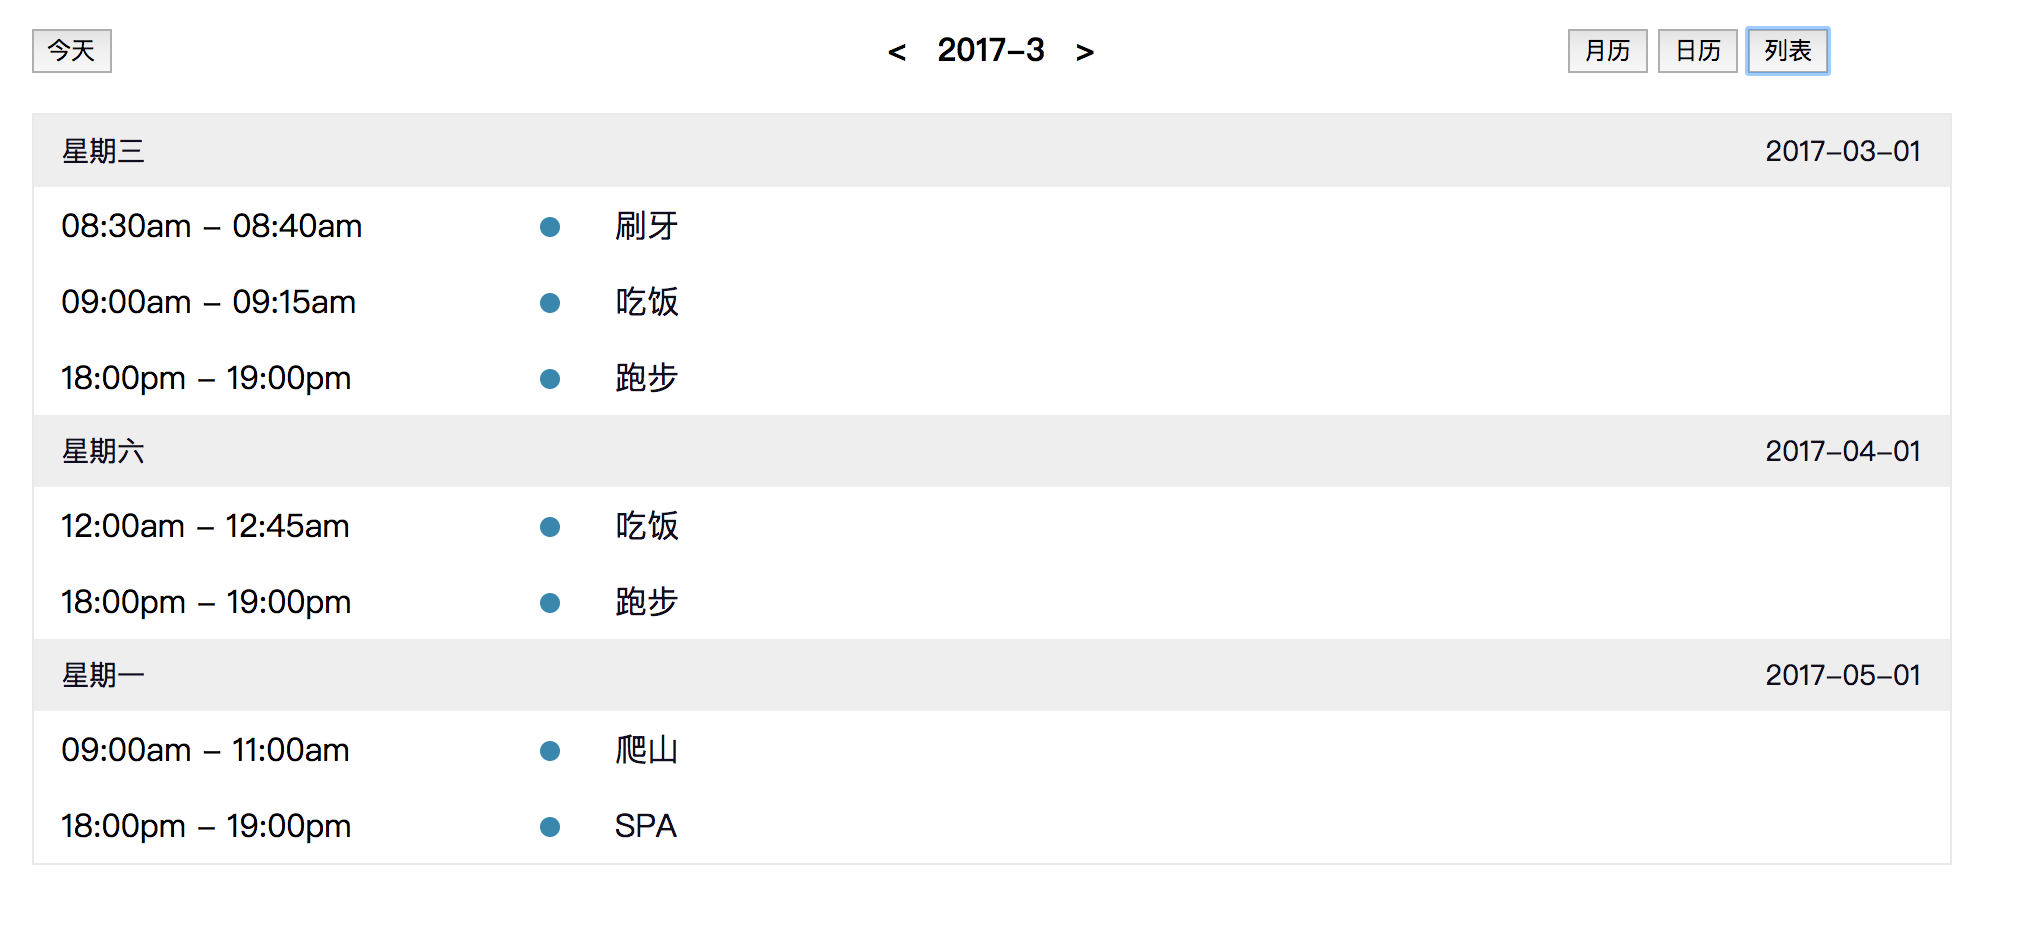 今天 < 2017-3 > 月历 日历 列表
星期三 2017-03-01
08:30am - 08:40am 刷牙
09:00am - 09:15am 吃饭
18:00pm - 19:00pm 跑步
星期六 2017-04-01
12:00am - 12:45am 吃饭
18:00pm - 19:00pm 跑步
星期一 2017-05-01
09:00am - 11:00am 爬山
18:00pm - 19:00pm SPA